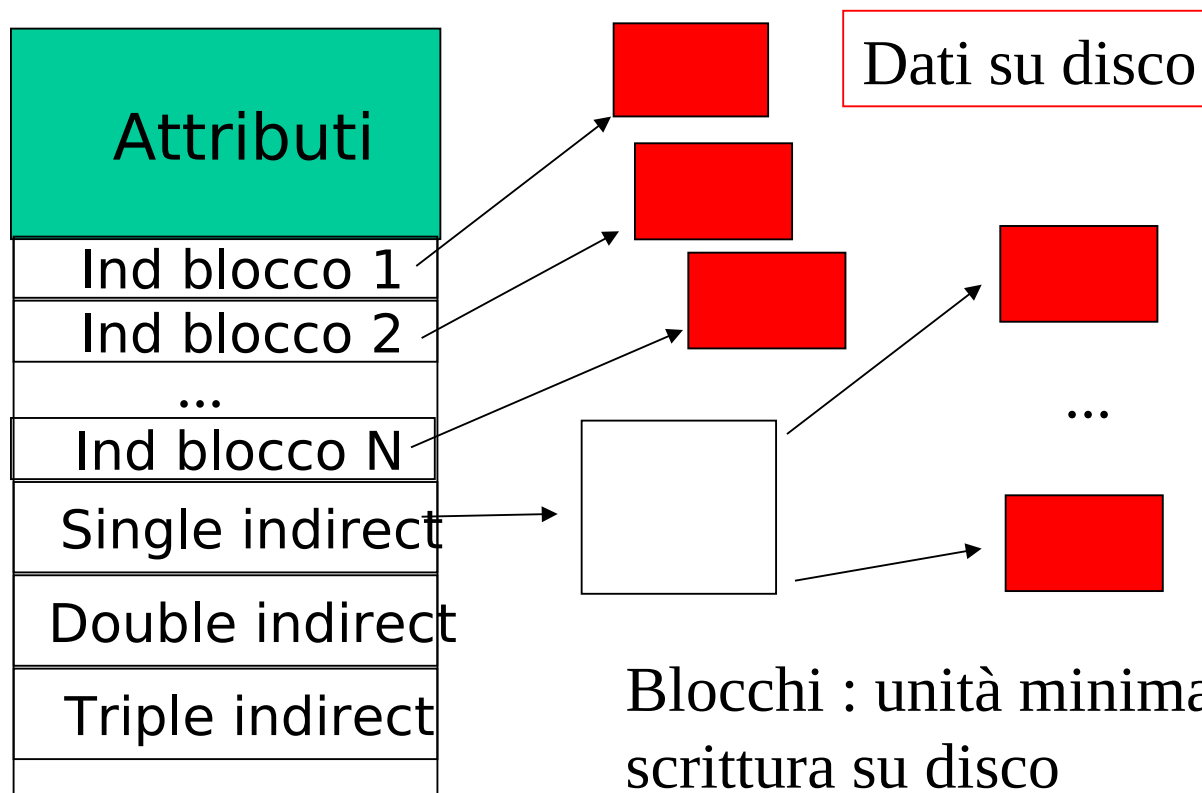 Dati su disco
Attributi
Ind blocco 1
Ind blocco 2
...
Ind blocco N
...
Single indirect
Double indirect
Triple indirect
Blocchi : unità minima
scrittura su disco